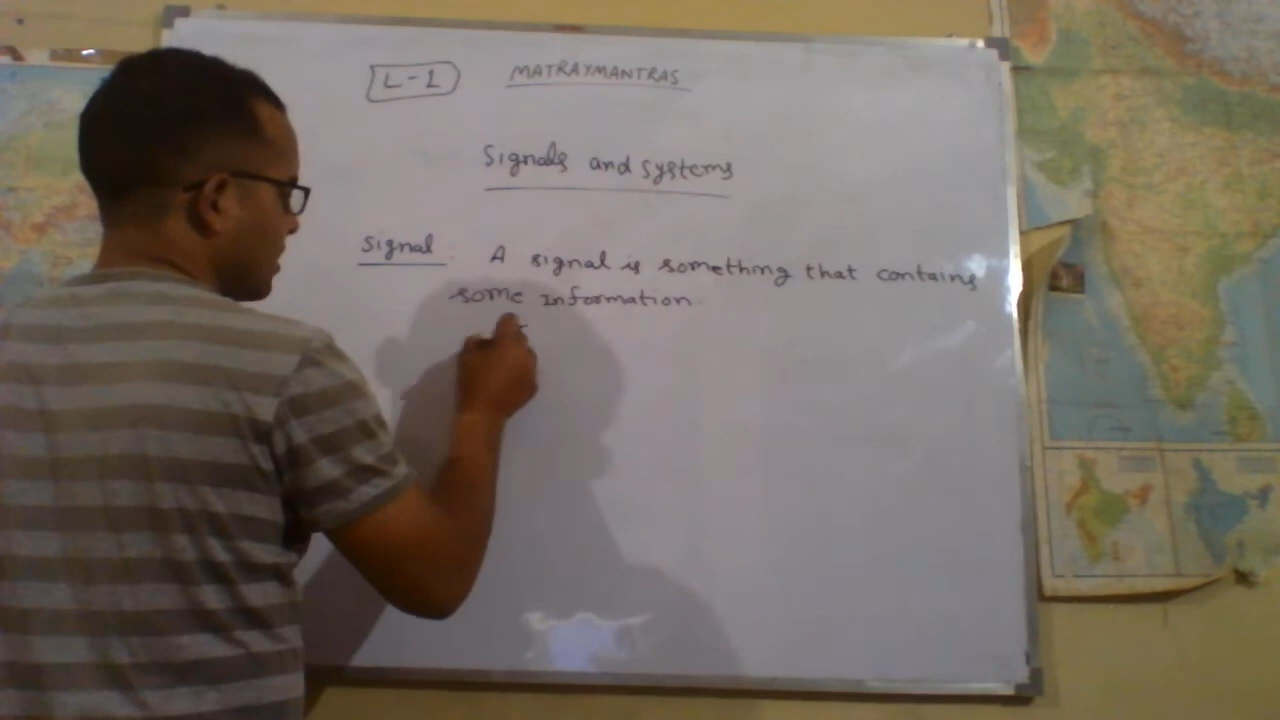 L-1
MATRAYMANTRAS
Signals and systems
Signal : A signal is something that contains
some information.